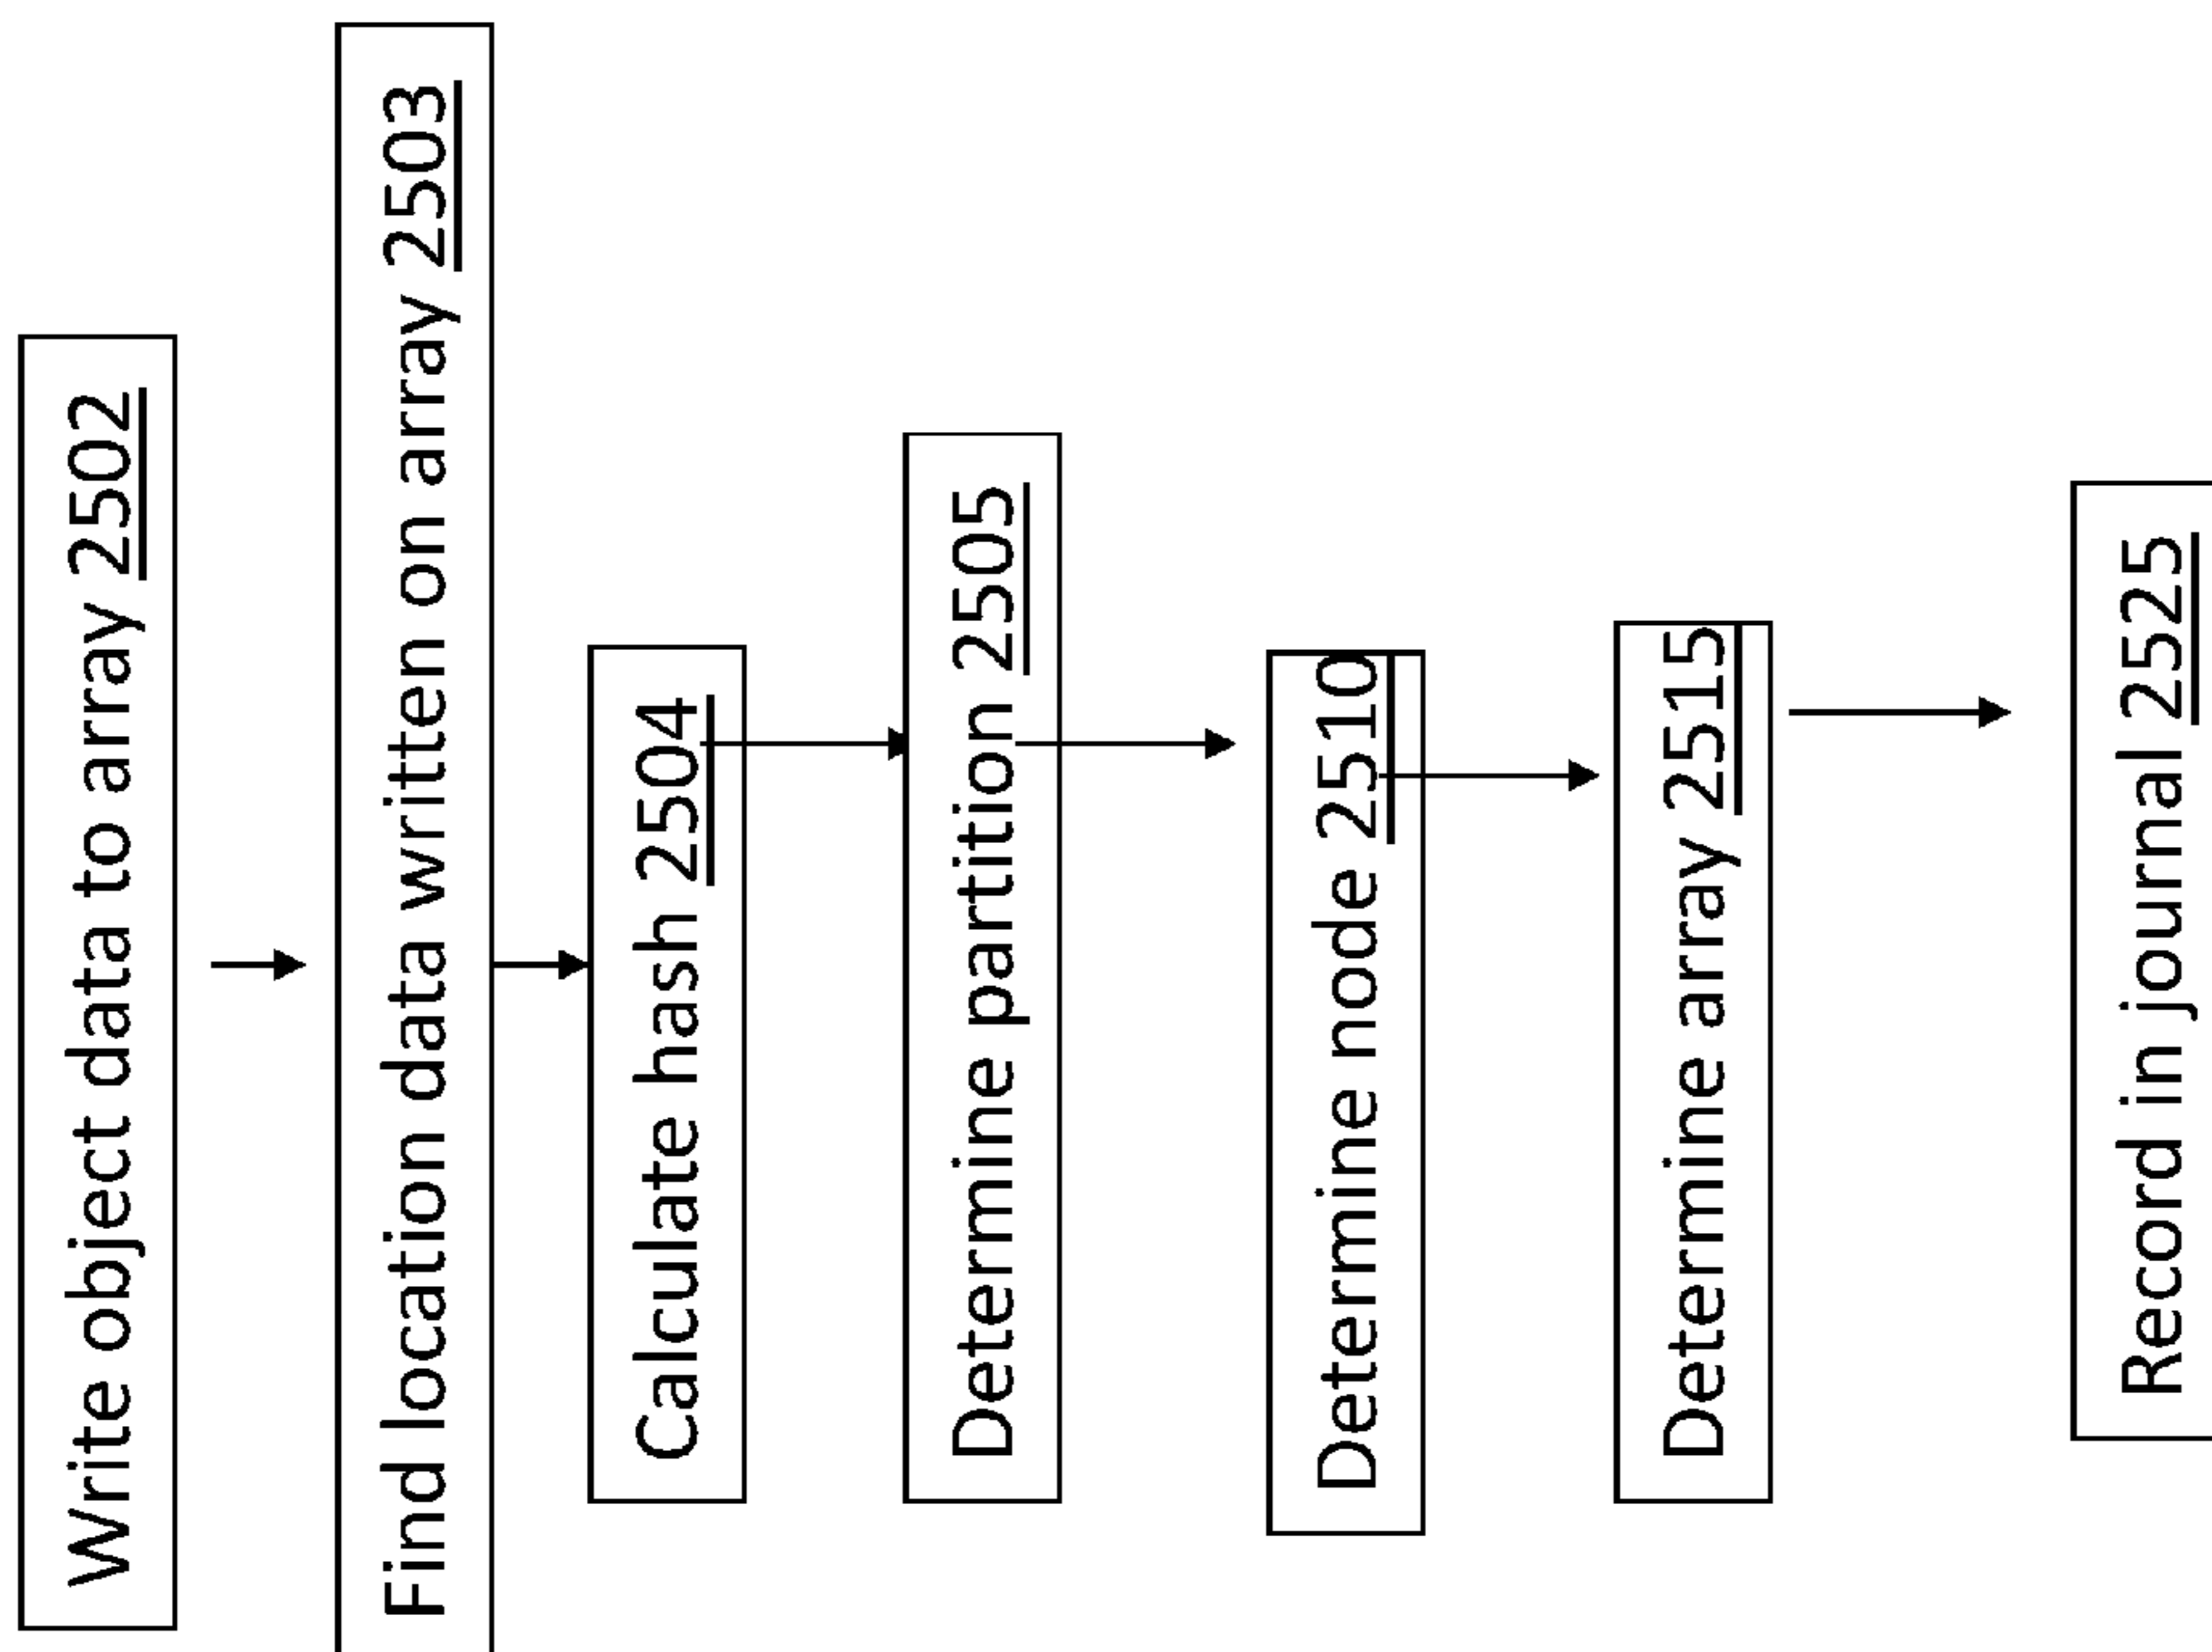 Write object data to array 2502
Find location data written on array 2503
Calculate hash 2504
Determine partition 2505
Determine node 2510
Determine array 2515
Record in journal 2525